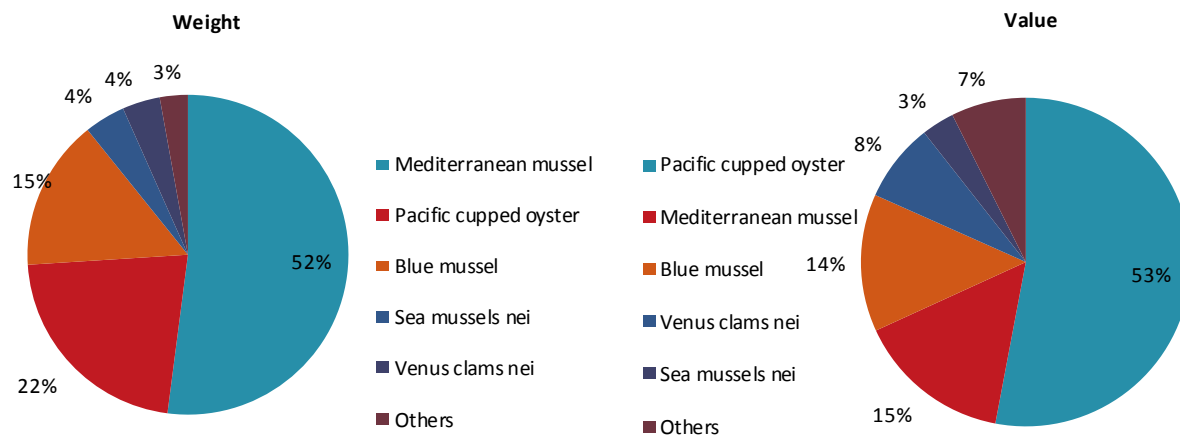 Weight
3%
4%
4%
15%
52%
22%
Mediterranean mussel
Pacific cupped oyster
Blue mussel
Sea mussels nei
Venus clams nei
Others
Value
7%
3%
8%
14%
53%
15%
Pacific cupped oyster
Mediterranean mussel
Blue mussel
Venus clams nei
Sea mussels nei
Others